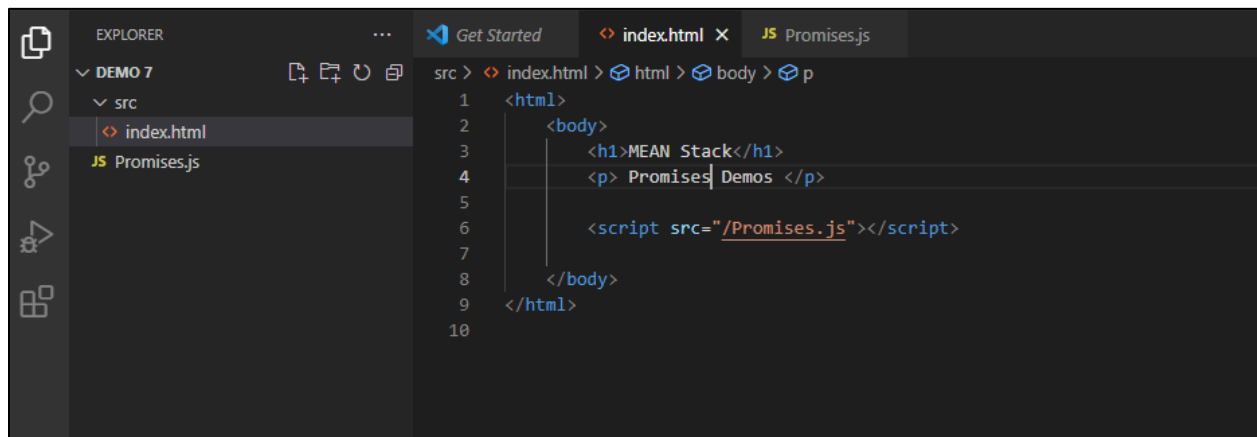 EXPLORER ...
DEMO 7
src
<> index.html
JS Promises.js
Get Started <> index.html × JS Promises.js
src > <> index.html > html > body > p
1 <html>
2 <body>
3 <h1>MEAN Stack</h1>
4 <p> Promises Demos </p>
5
6 <script src="/Promises.js"></script>
7
8 </body>
9 </html>
10